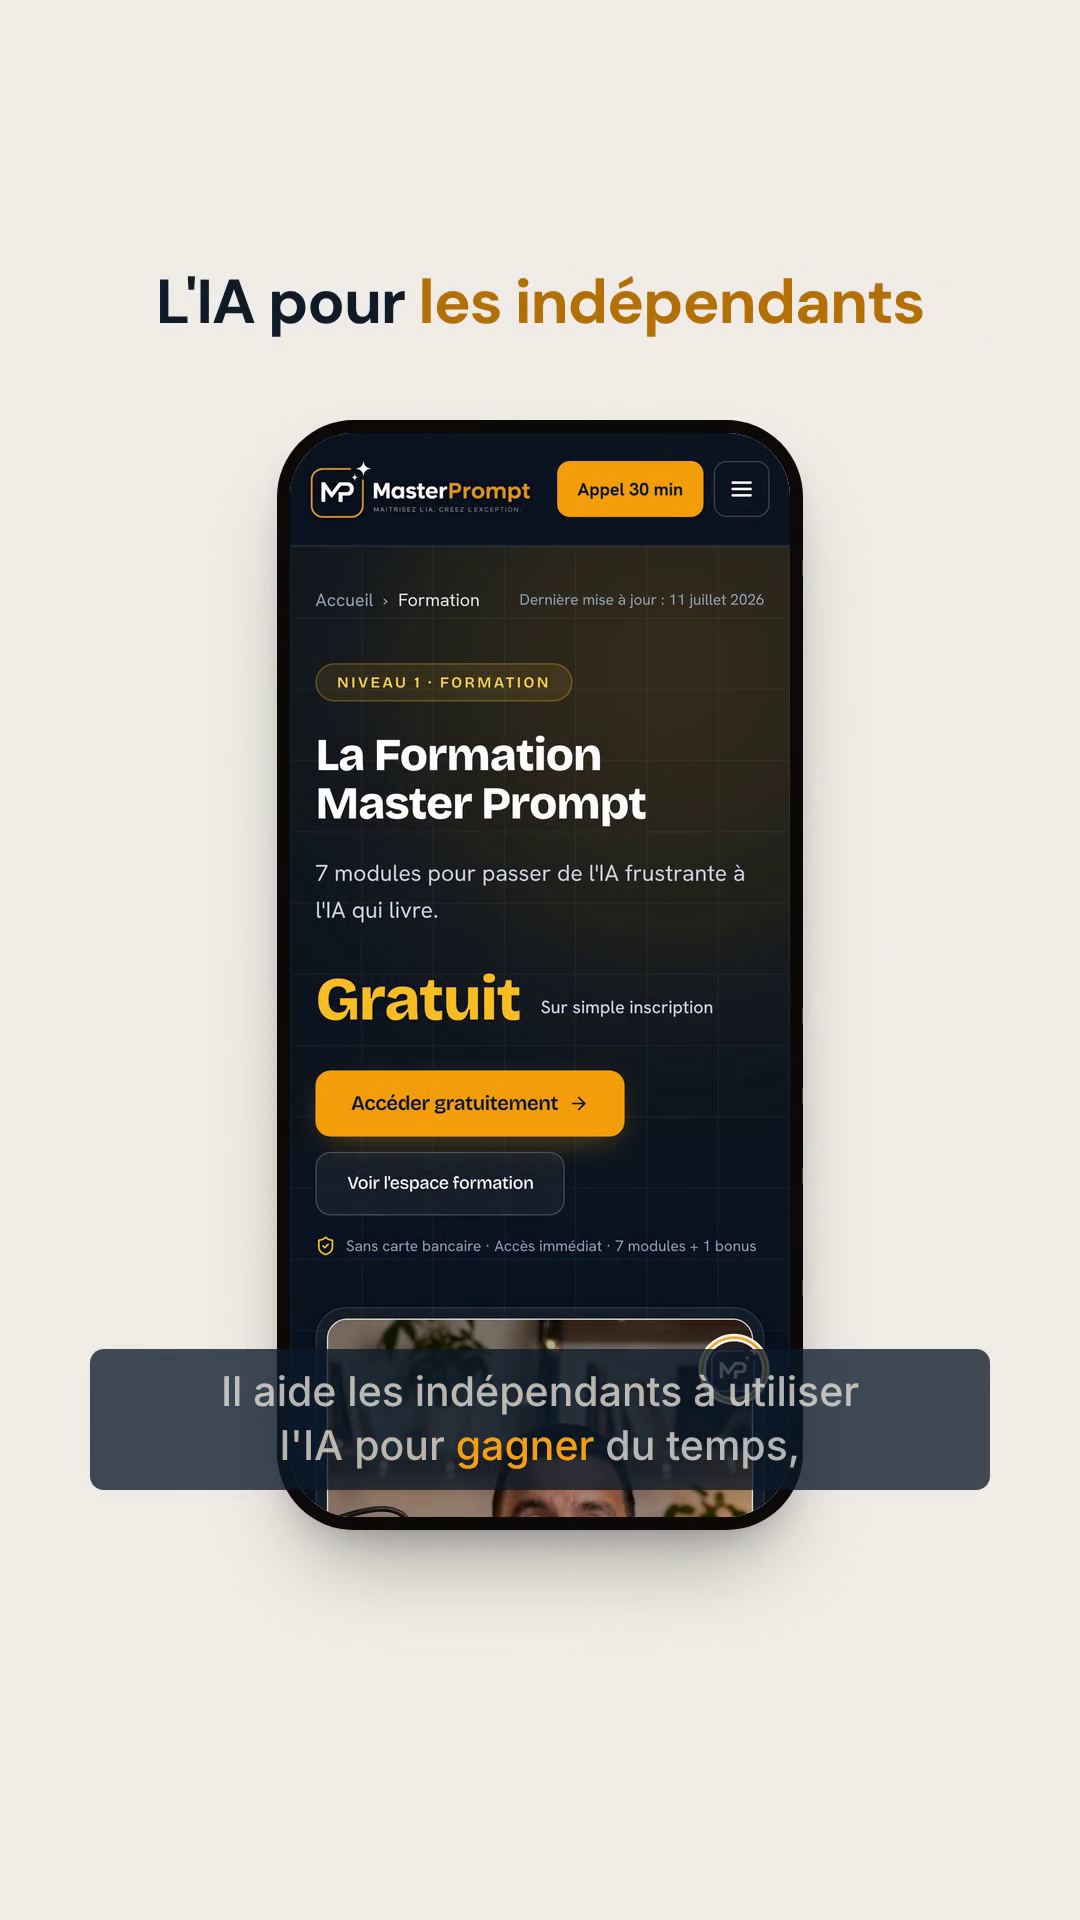 L'IA pour les indépendants
MP MasterPrompt
MAITRISEZ L'IA, CREEZ L'EXCEPTION.
Appel 30 min
Accueil › Formation
Dernière mise à jour : 11 juillet 2026
NIVEAU 1 · FORMATION
La Formation
Master Prompt
7 modules pour passer de l'IA frustrante à
l'IA qui livre.
Gratuit Sur simple inscription
Accéder gratuitement →
Voir l'espace formation
Sans carte bancaire · Accès immédiat · 7 modules + 1 bonus
MP
Il aide les indépendants à utiliser
l'IA pour gagner du temps,